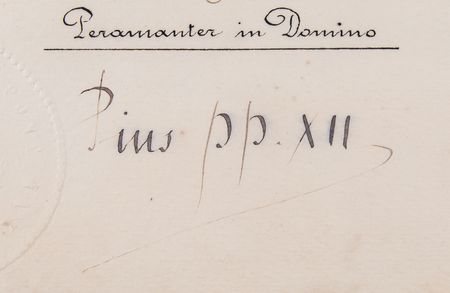 Peramanter in Domino
Pius pp. XII